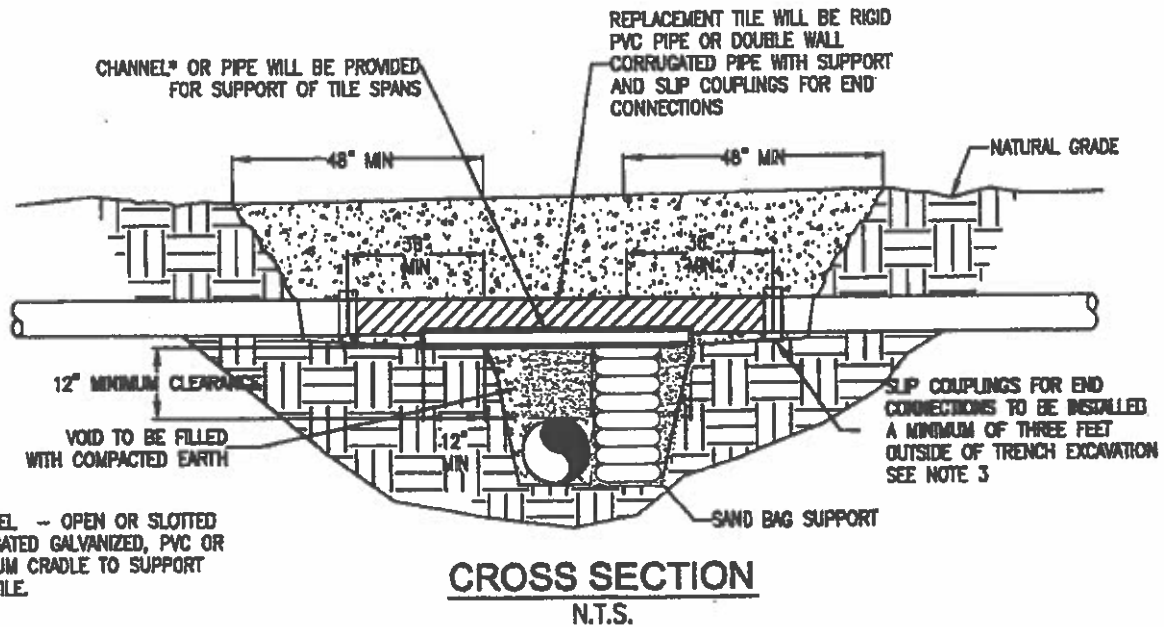 REPLACEMENT TILE WILL BE RIGID
PVC PIPE OR DOUBLE WALL
CORRUGATED PIPE WITH SUPPORT
AND SLIP COUPLINGS FOR END
CONNECTIONS
CHANNEL* OR PIPE WILL BE PROVIDED
FOR SUPPORT OF TILE SPANS
48" MIN
48" MIN
NATURAL GRADE
MIN
MIN
12" MINIMUM CLEARANCE
VOID TO BE FILLED
WITH COMPACTED EARTH
12"
MIN
SLIP COUPLINGS FOR END
CONNECTIONS TO BE INSTALLED
A MINIMUM OF THREE FEET
OUTSIDE OF TRENCH EXCAVATION
SEE NOTE 3
SAND BAG SUPPORT
EL - OPEN OR SLOTTED
GATED GALVANIZED, PVC OR
UM CRADLE TO SUPPORT
ILE.
CROSS SECTION
N.T.S.